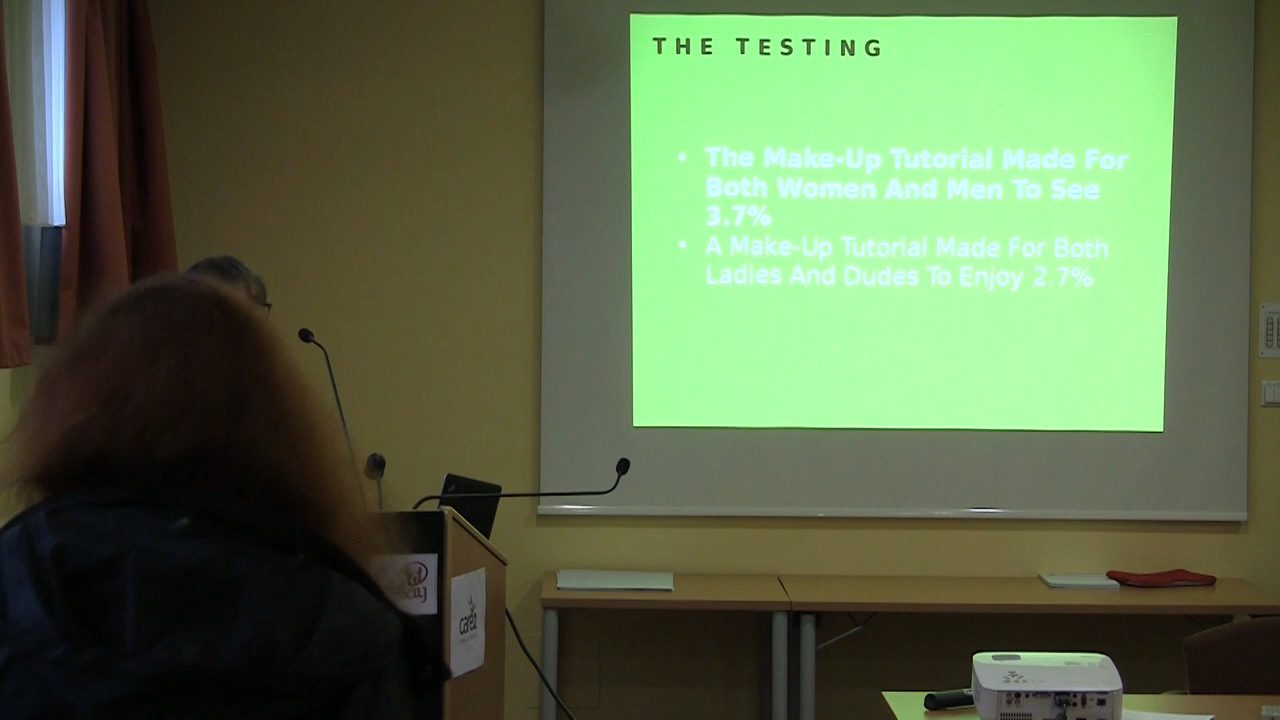 THE TESTING
• The Make-Up Tutorial Made For
Both Women And Men To See
3.7%
• A Make-Up Tutorial Made For Both
Ladies And Dudes To Enjoy 2.7%
care2